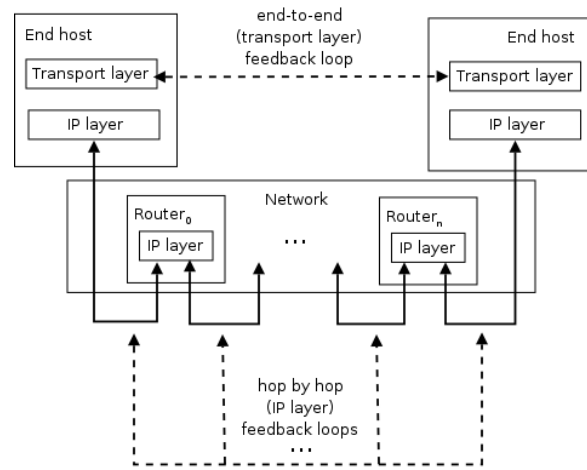 end-to-end
(transport layer)
feedback loop
End host
Transport layer
IP layer
End host
Transport layer
IP layer
Network
Router0
IP layer
...
Routern
IP layer
hop by hop
(IP layer)
feedback loops
...